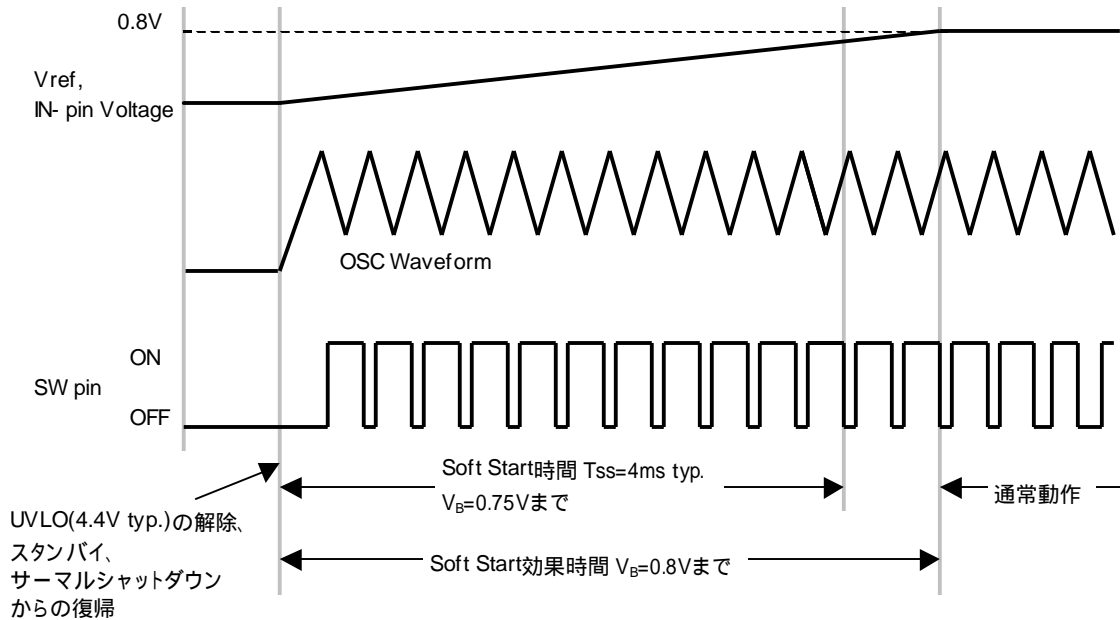 0.8V
Vref,
IN- pin Voltage
OSC Waveform
ON
SW pin
OFF
Soft Start時間 Tss=4ms typ.
VB=0.75Vまで
通常動作
UVLO(4.4V typ.)の解除、
スタンバイ、
サーマルシャットダウン
からの復帰
Soft Start効果時間 VB=0.8Vまで